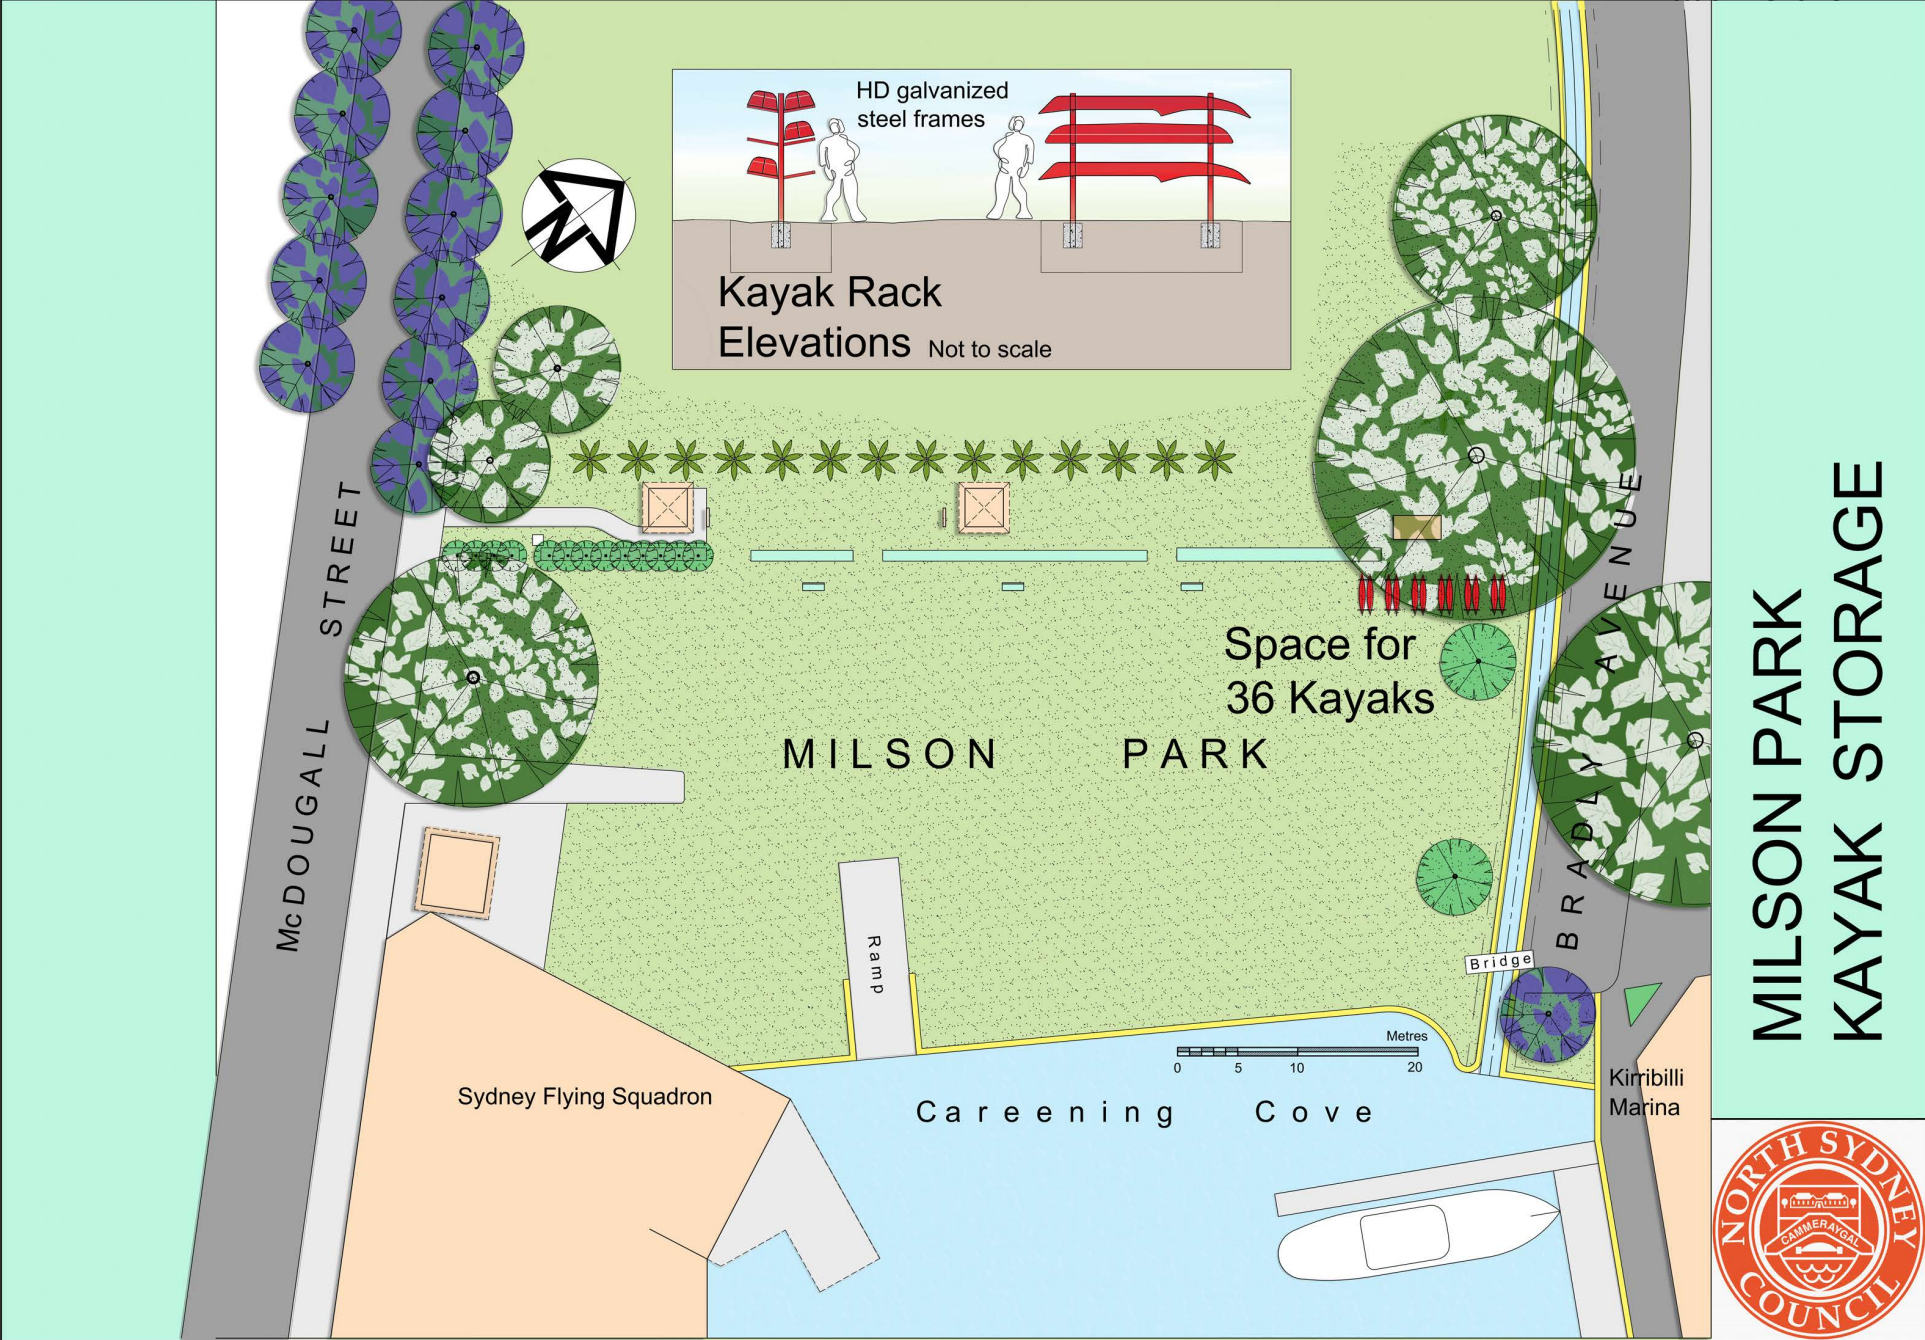 HD galvanized
steel frames
N
Kayak Rack
Elevations Not to scale
McDOUGALL STREET
Space for
36 Kayaks
MILSON PARK
BRADLY AVENUE
Ramp
Bridge
Metres
0 5 10 20
Sydney Flying Squadron
Careening Cove
Kirribilli
Marina
MILSON PARK
KAYAK STORAGE
NORTH SYDNEY
CAMMERAYGAL
COUNCIL